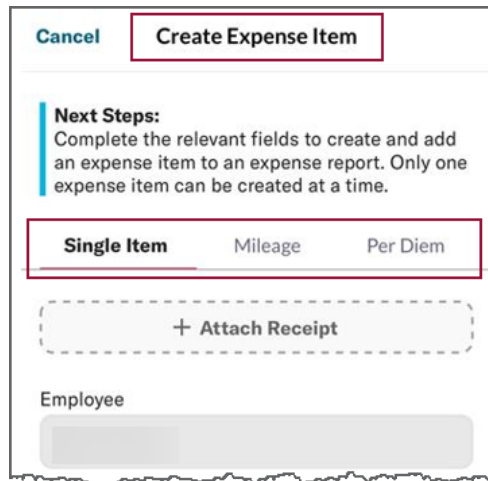 Cancel Create Expense Item
Next Steps:
Complete the relevant fields to create and add
an expense item to an expense report. Only one
expense item can be created at a time.
Single Item Mileage Per Diem
+ Attach Receipt
Employee